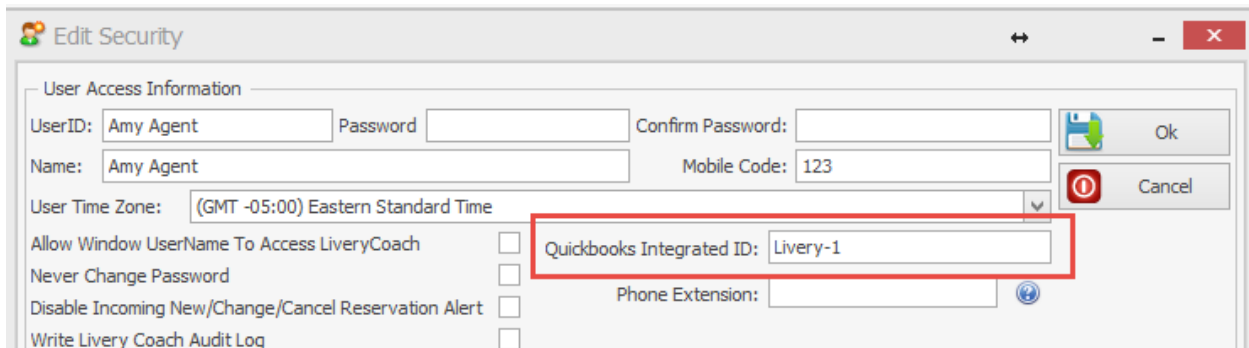 Edit Security
User Access Information
UserID: Amy Agent Password Confirm Password: Ok
Name: Amy Agent Mobile Code: 123
Cancel
User Time Zone: (GMT -05:00) Eastern Standard Time
Allow Window UserName To Access LiveryCoach Quickbooks Integrated ID: Livery-1
Never Change Password
Phone Extension:
Disable Incoming New/Change/Cancel Reservation Alert
Write Livery Coach Audit Log